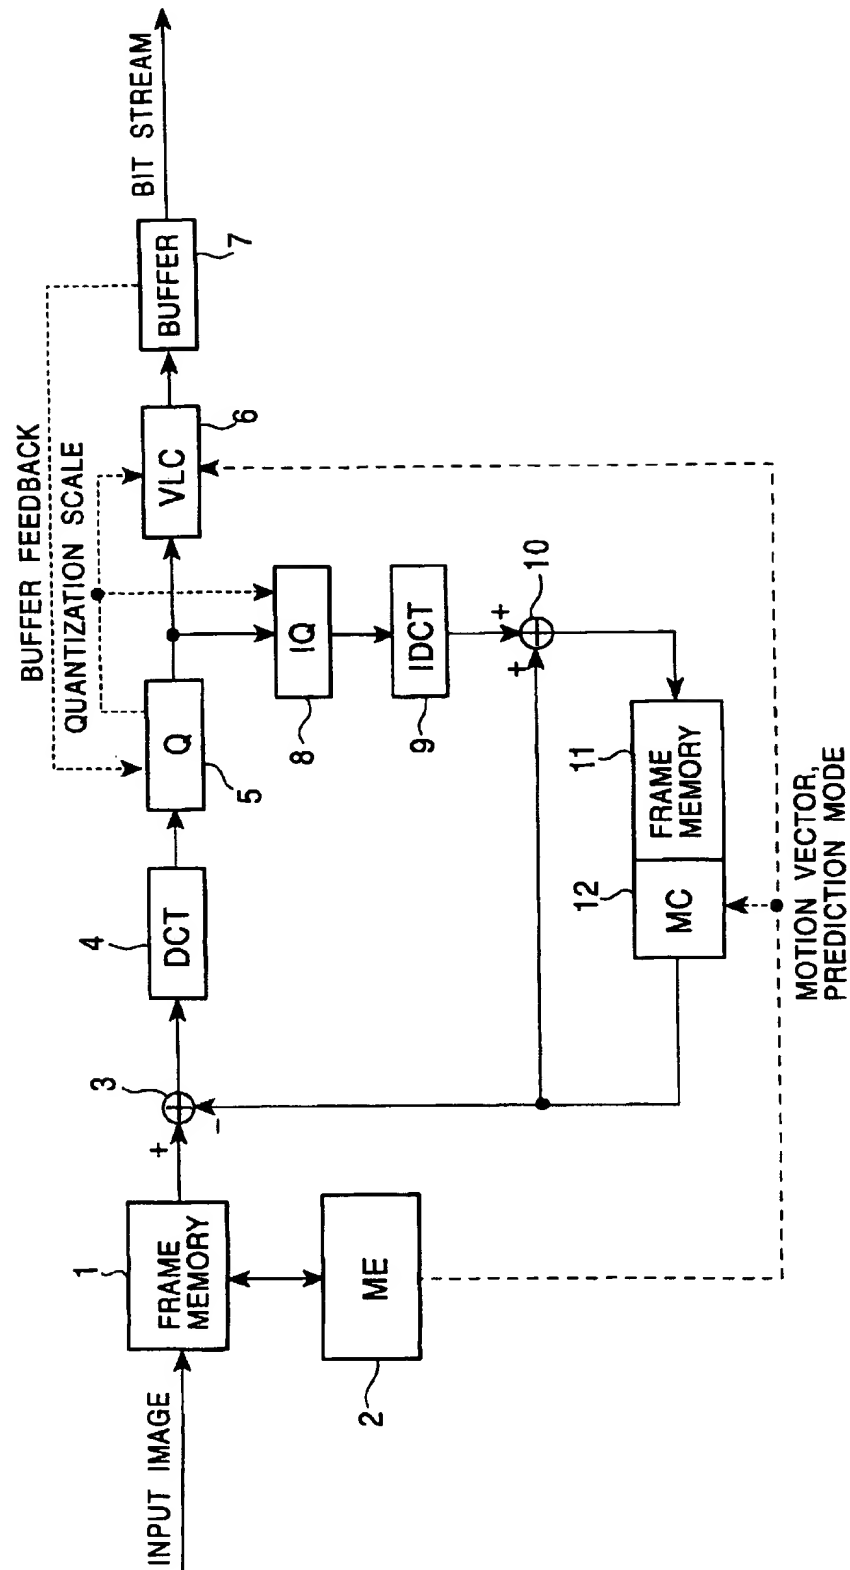 INPUT IMAGE
1
FRAME
MEMORY
2
ME
3
+
-
4
DCT
5
Q
BUFFER FEEDBACK
QUANTIZATION SCALE
6
VLC
7
BUFFER
BIT STREAM
8
IQ
9
IDCT
10
+
+
11
FRAME
MEMORY
12
MC
MOTION VECTOR,
PREDICTION MODE